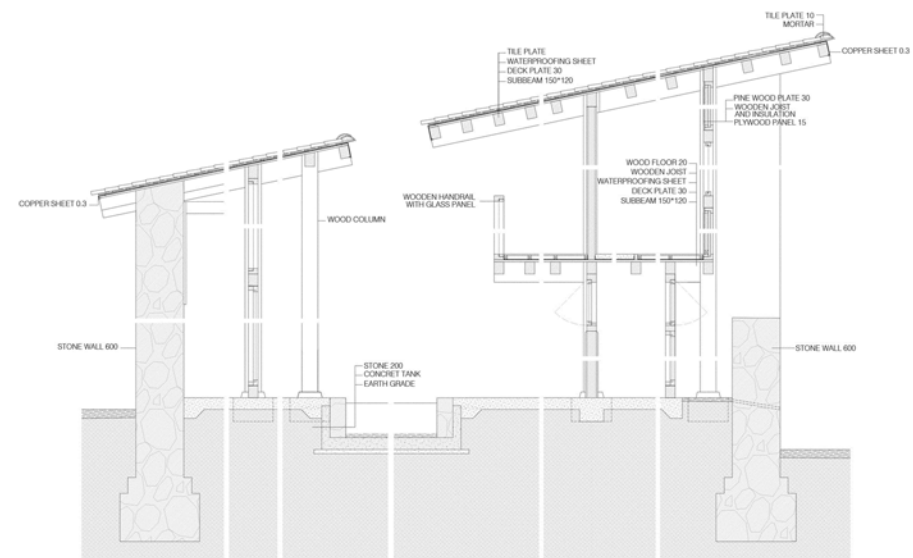 TILE PLATE 10
MORTAR
COPPER SHEET 0.3
TILE PLATE
WATERPROOFING SHEET
DECK PLATE 30
SUBBEAM 150*120
PINE WOOD PLATE 30
WOODEN JOIST
AND INSULATION
PLYWOOD PANEL 15
WOOD FLOOR 20
WOODEN JOIST
WATERPROOFING SHEET
DECK PLATE 30
SUBBEAM 150*120
COPPER SHEET 0.3
WOODEN HANDRAIL
WITH GLASS PANEL
WOOD COLUMN
STONE WALL 600
STONE WALL 600
STONE 200
CONCRET TANK
EARTH GRADE